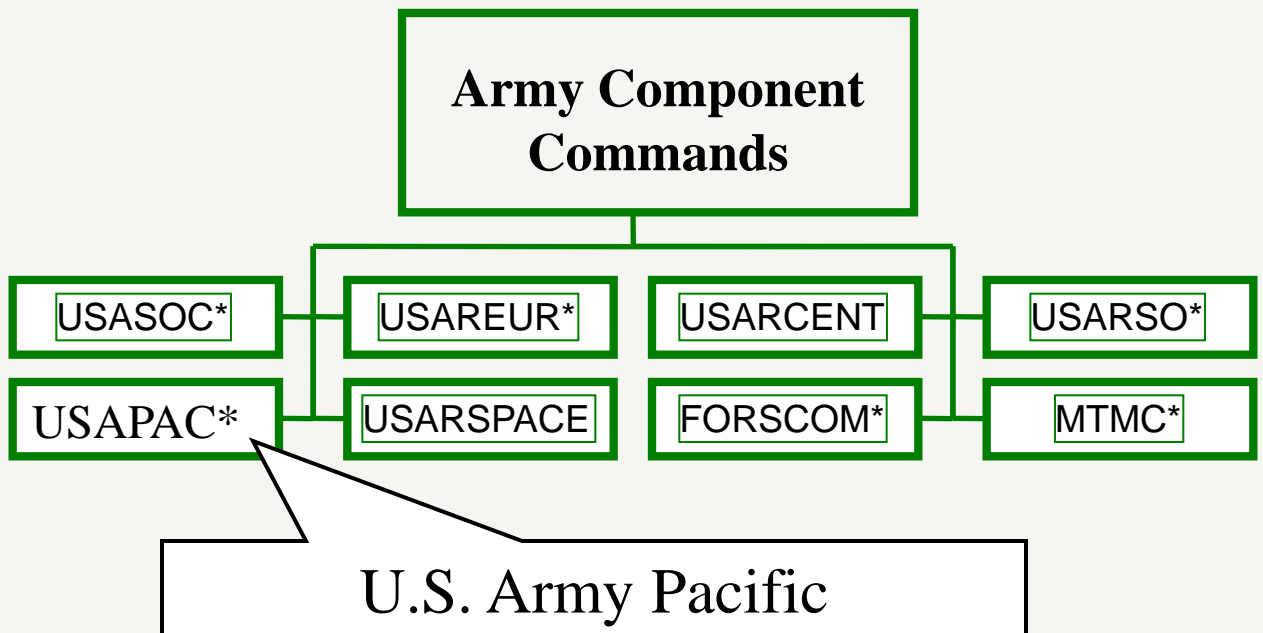 Army Component
Commands
USASOC*
USAREUR*
USARCENT
USARSO*
USAPAC*
USARSPACE
FORSCOM*
MTMC*
U.S. Army Pacific